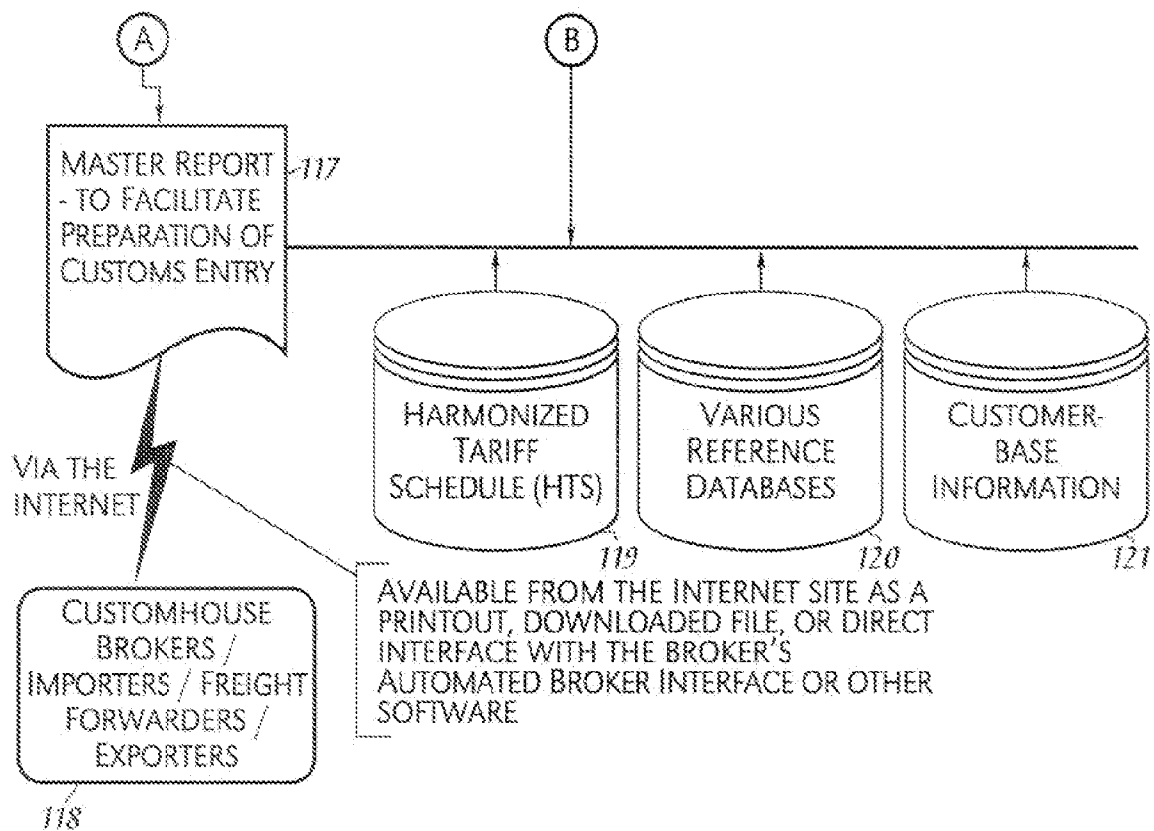 A
B
MASTER REPORT
- TO FACILITATE
PREPARATION OF
CUSTOMS ENTRY
117
HARMONIZED
TARIFF
SCHEDULE (HTS)
119
VARIOUS
REFERENCE
DATABASES
120
CUSTOMER-
BASE
INFORMATION
121
VIA THE
INTERNET
AVAILABLE FROM THE INTERNET SITE AS A
PRINTOUT, DOWNLOADED FILE, OR DIRECT
INTERFACE WITH THE BROKER'S
AUTOMATED BROKER INTERFACE OR OTHER
SOFTWARE
CUSTOMHOUSE
BROKERS /
IMPORTERS / FREIGHT
FORWARDERS /
EXPORTERS
118